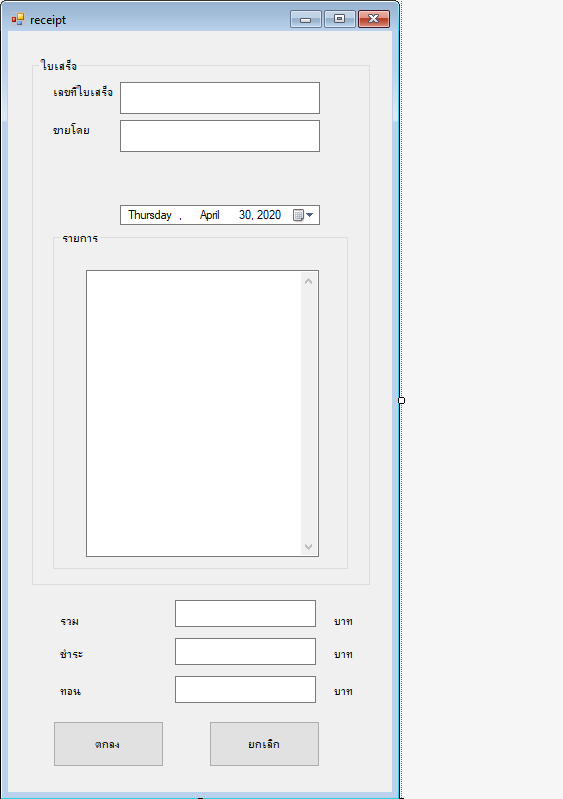 receipt
ใบเสร็จ
เลขที่ใบเสร็จ
ขายโดย
Thursday , April 30, 2020
รายการ
รวม บาท
ชำระ บาท
ทอน บาท
ตกลง ยกเลิก